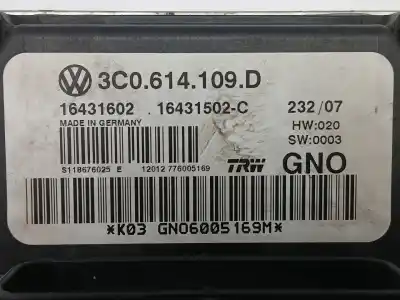 3C0.614.109.D
16431602 16431502-C 232/07
MADE IN GERMANY HW:020
SW:0003
S118676025 E 12012 776005169 TRW GNO
*K03 GNO6005169M*